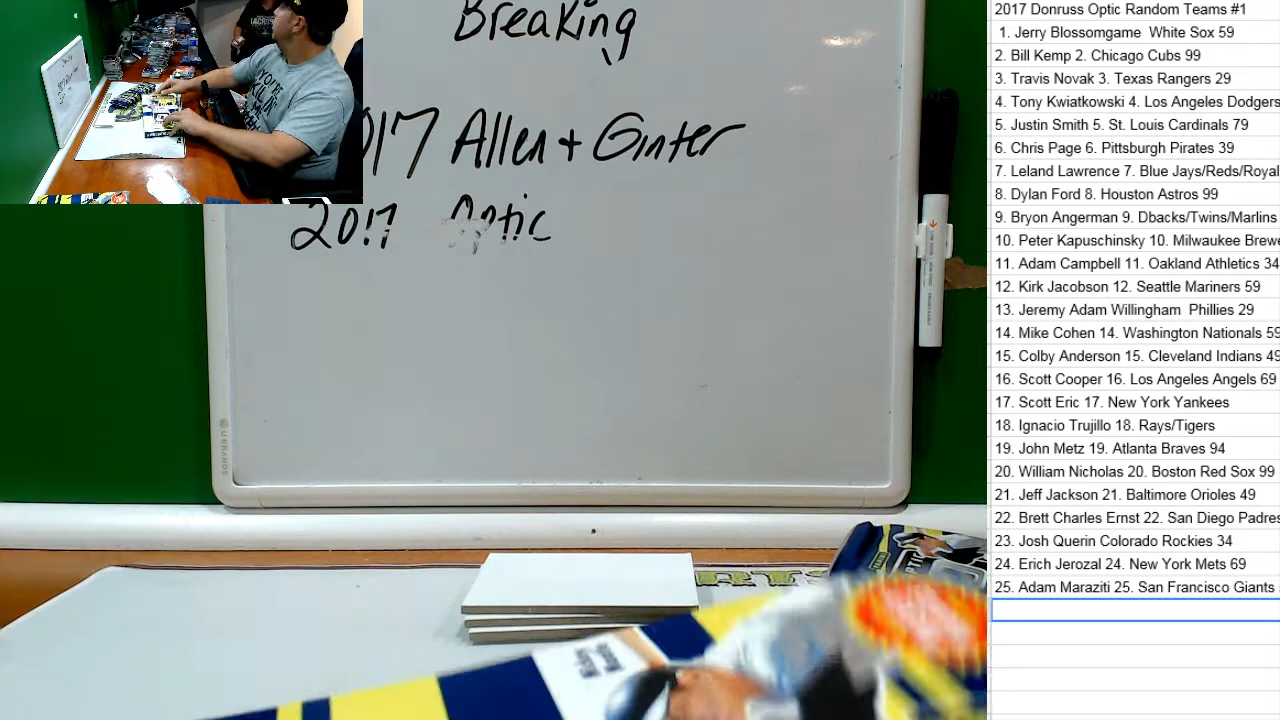 Breaking
017 Allen + Ginter
2017 Optic
2017 Donruss Optic Random Teams #1
1. Jerry Blossomgame  White Sox 59
2. Bill Kemp 2. Chicago Cubs 99
3. Travis Novak 3. Texas Rangers 29
4. Tony Kwiatkowski 4. Los Angeles Dodgers
5. Justin Smith 5. St. Louis Cardinals 79
6. Chris Page 6. Pittsburgh Pirates 39
7. Leland Lawrence 7. Blue Jays/Reds/Royal
8. Dylan Ford 8. Houston Astros 99
9. Bryon Angerman 9. Dbacks/Twins/Marlins
10. Peter Kapuschinsky 10. Milwaukee Brewe
11. Adam Campbell 11. Oakland Athletics 34
12. Kirk Jacobson 12. Seattle Mariners 59
13. Jeremy Adam Willingham  Phillies 29
14. Mike Cohen 14. Washington Nationals 59
15. Colby Anderson 15. Cleveland Indians 49
16. Scott Cooper 16. Los Angeles Angels 69
17. Scott Eric 17. New York Yankees
18. Ignacio Trujillo 18. Rays/Tigers
19. John Metz 19. Atlanta Braves 94
20. William Nicholas 20. Boston Red Sox 99
21. Jeff Jackson 21. Baltimore Orioles 49
22. Brett Charles Ernst 22. San Diego Padres
23. Josh Querin Colorado Rockies 34
24. Erich Jerozal 24. New York Mets 69
25. Adam Maraziti 25. San Francisco Giants